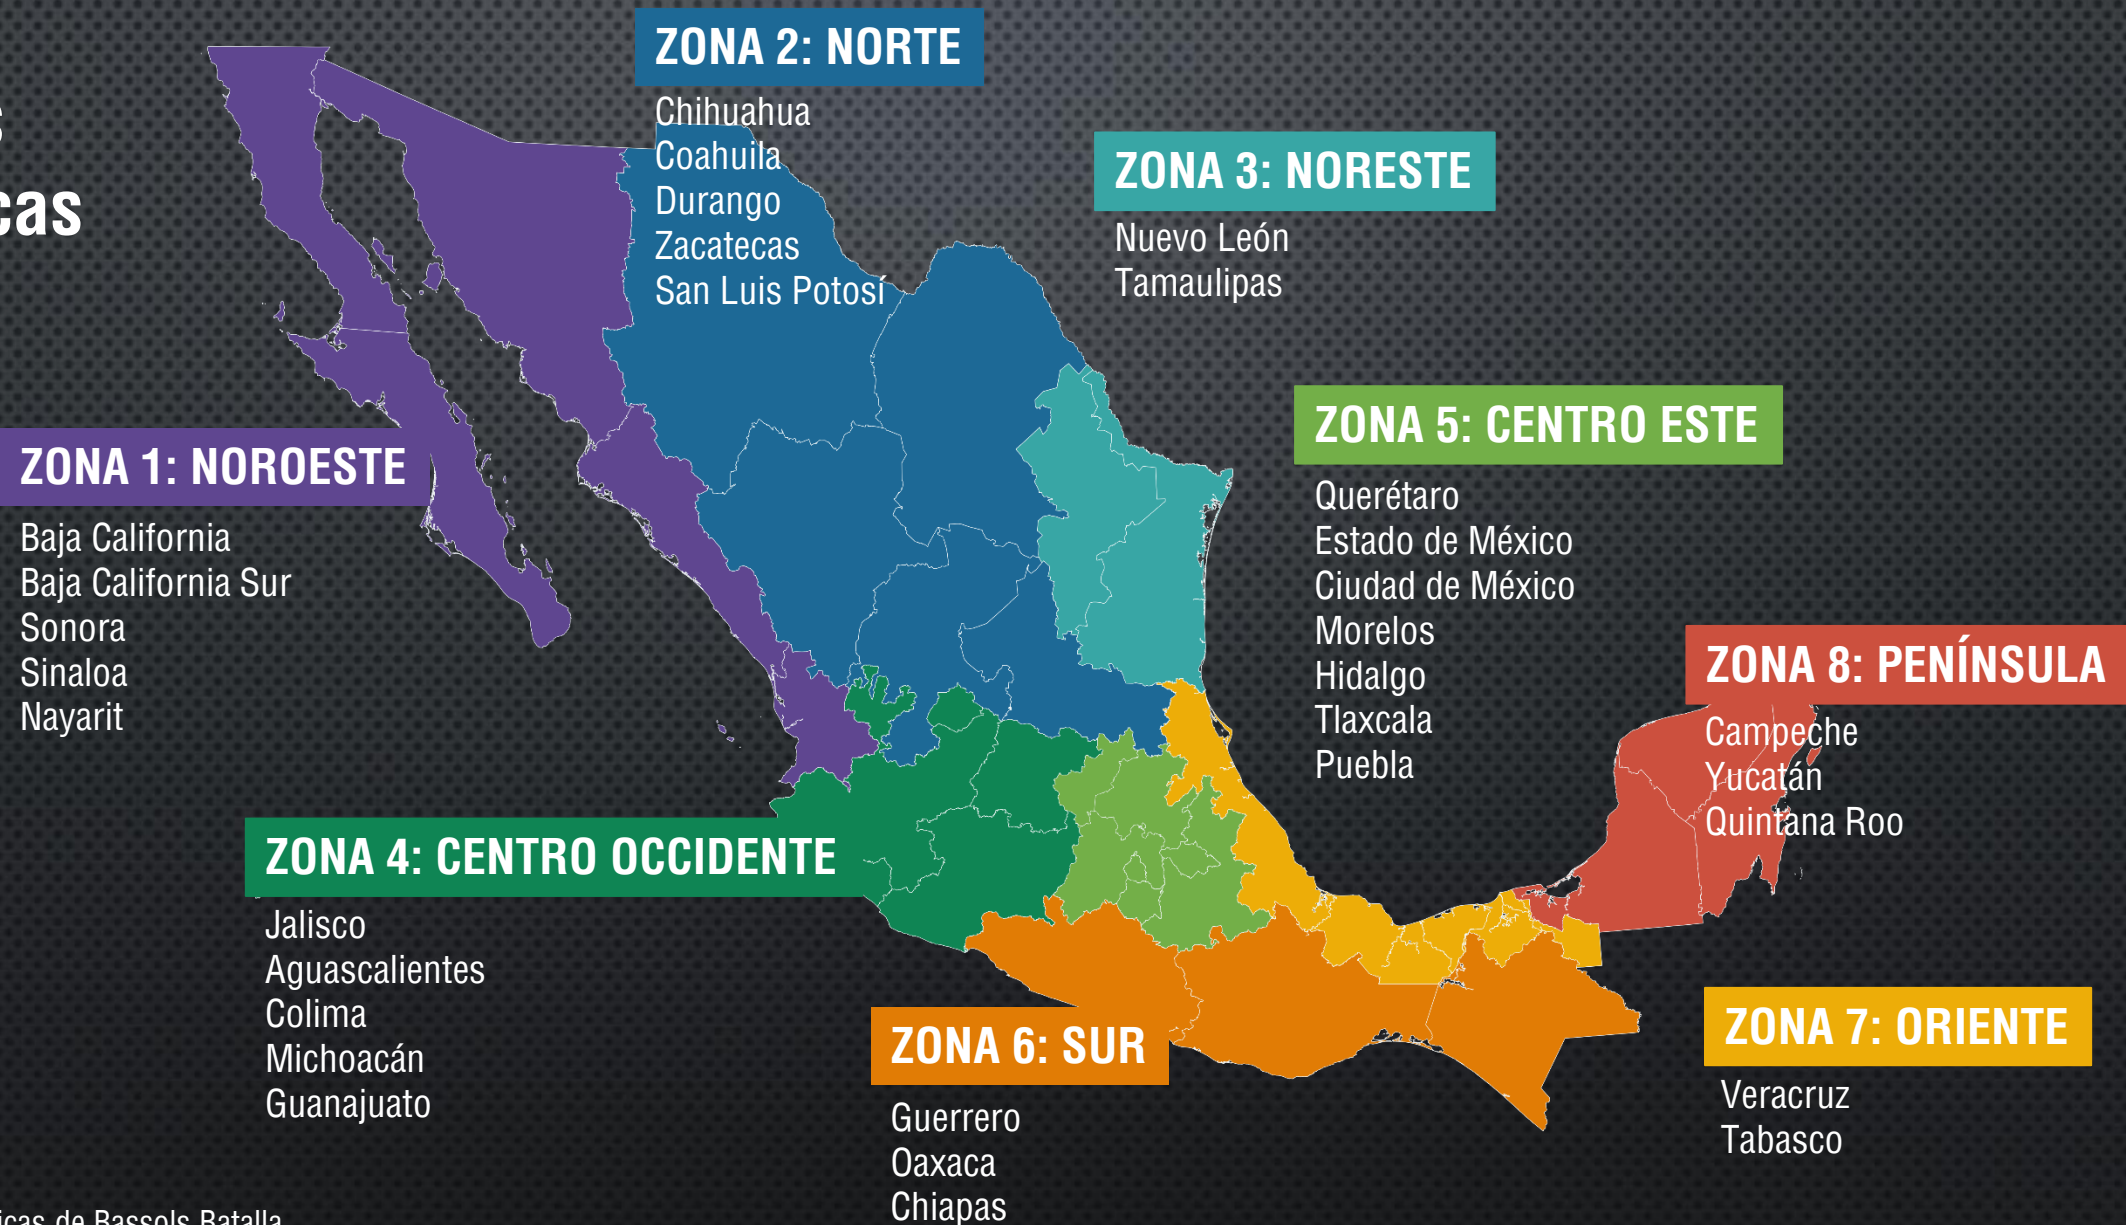 ZONA 2: NORTE
Chihuahua
Coahuila
Durango
Zacatecas
San Luis Potosí
ZONA 3: NORESTE
Nuevo León
Tamaulipas
ZONA 5: CENTRO ESTE
Querétaro
Estado de México
Ciudad de México
Morelos
Hidalgo
Tlaxcala
Puebla
ZONA 1: NOROESTE
Baja California
Baja California Sur
Sonora
Sinaloa
Nayarit
ZONA 8: PENÍNSULA
Campeche
Yucatán
Quintana Roo
ZONA 4: CENTRO OCCIDENTE
Jalisco
Aguascalientes
Colima
Michoacán
Guanajuato
ZONA 6: SUR
Guerrero
Oaxaca
Chiapas
ZONA 7: ORIENTE
Veracruz
Tabasco
de Bassols Batalla